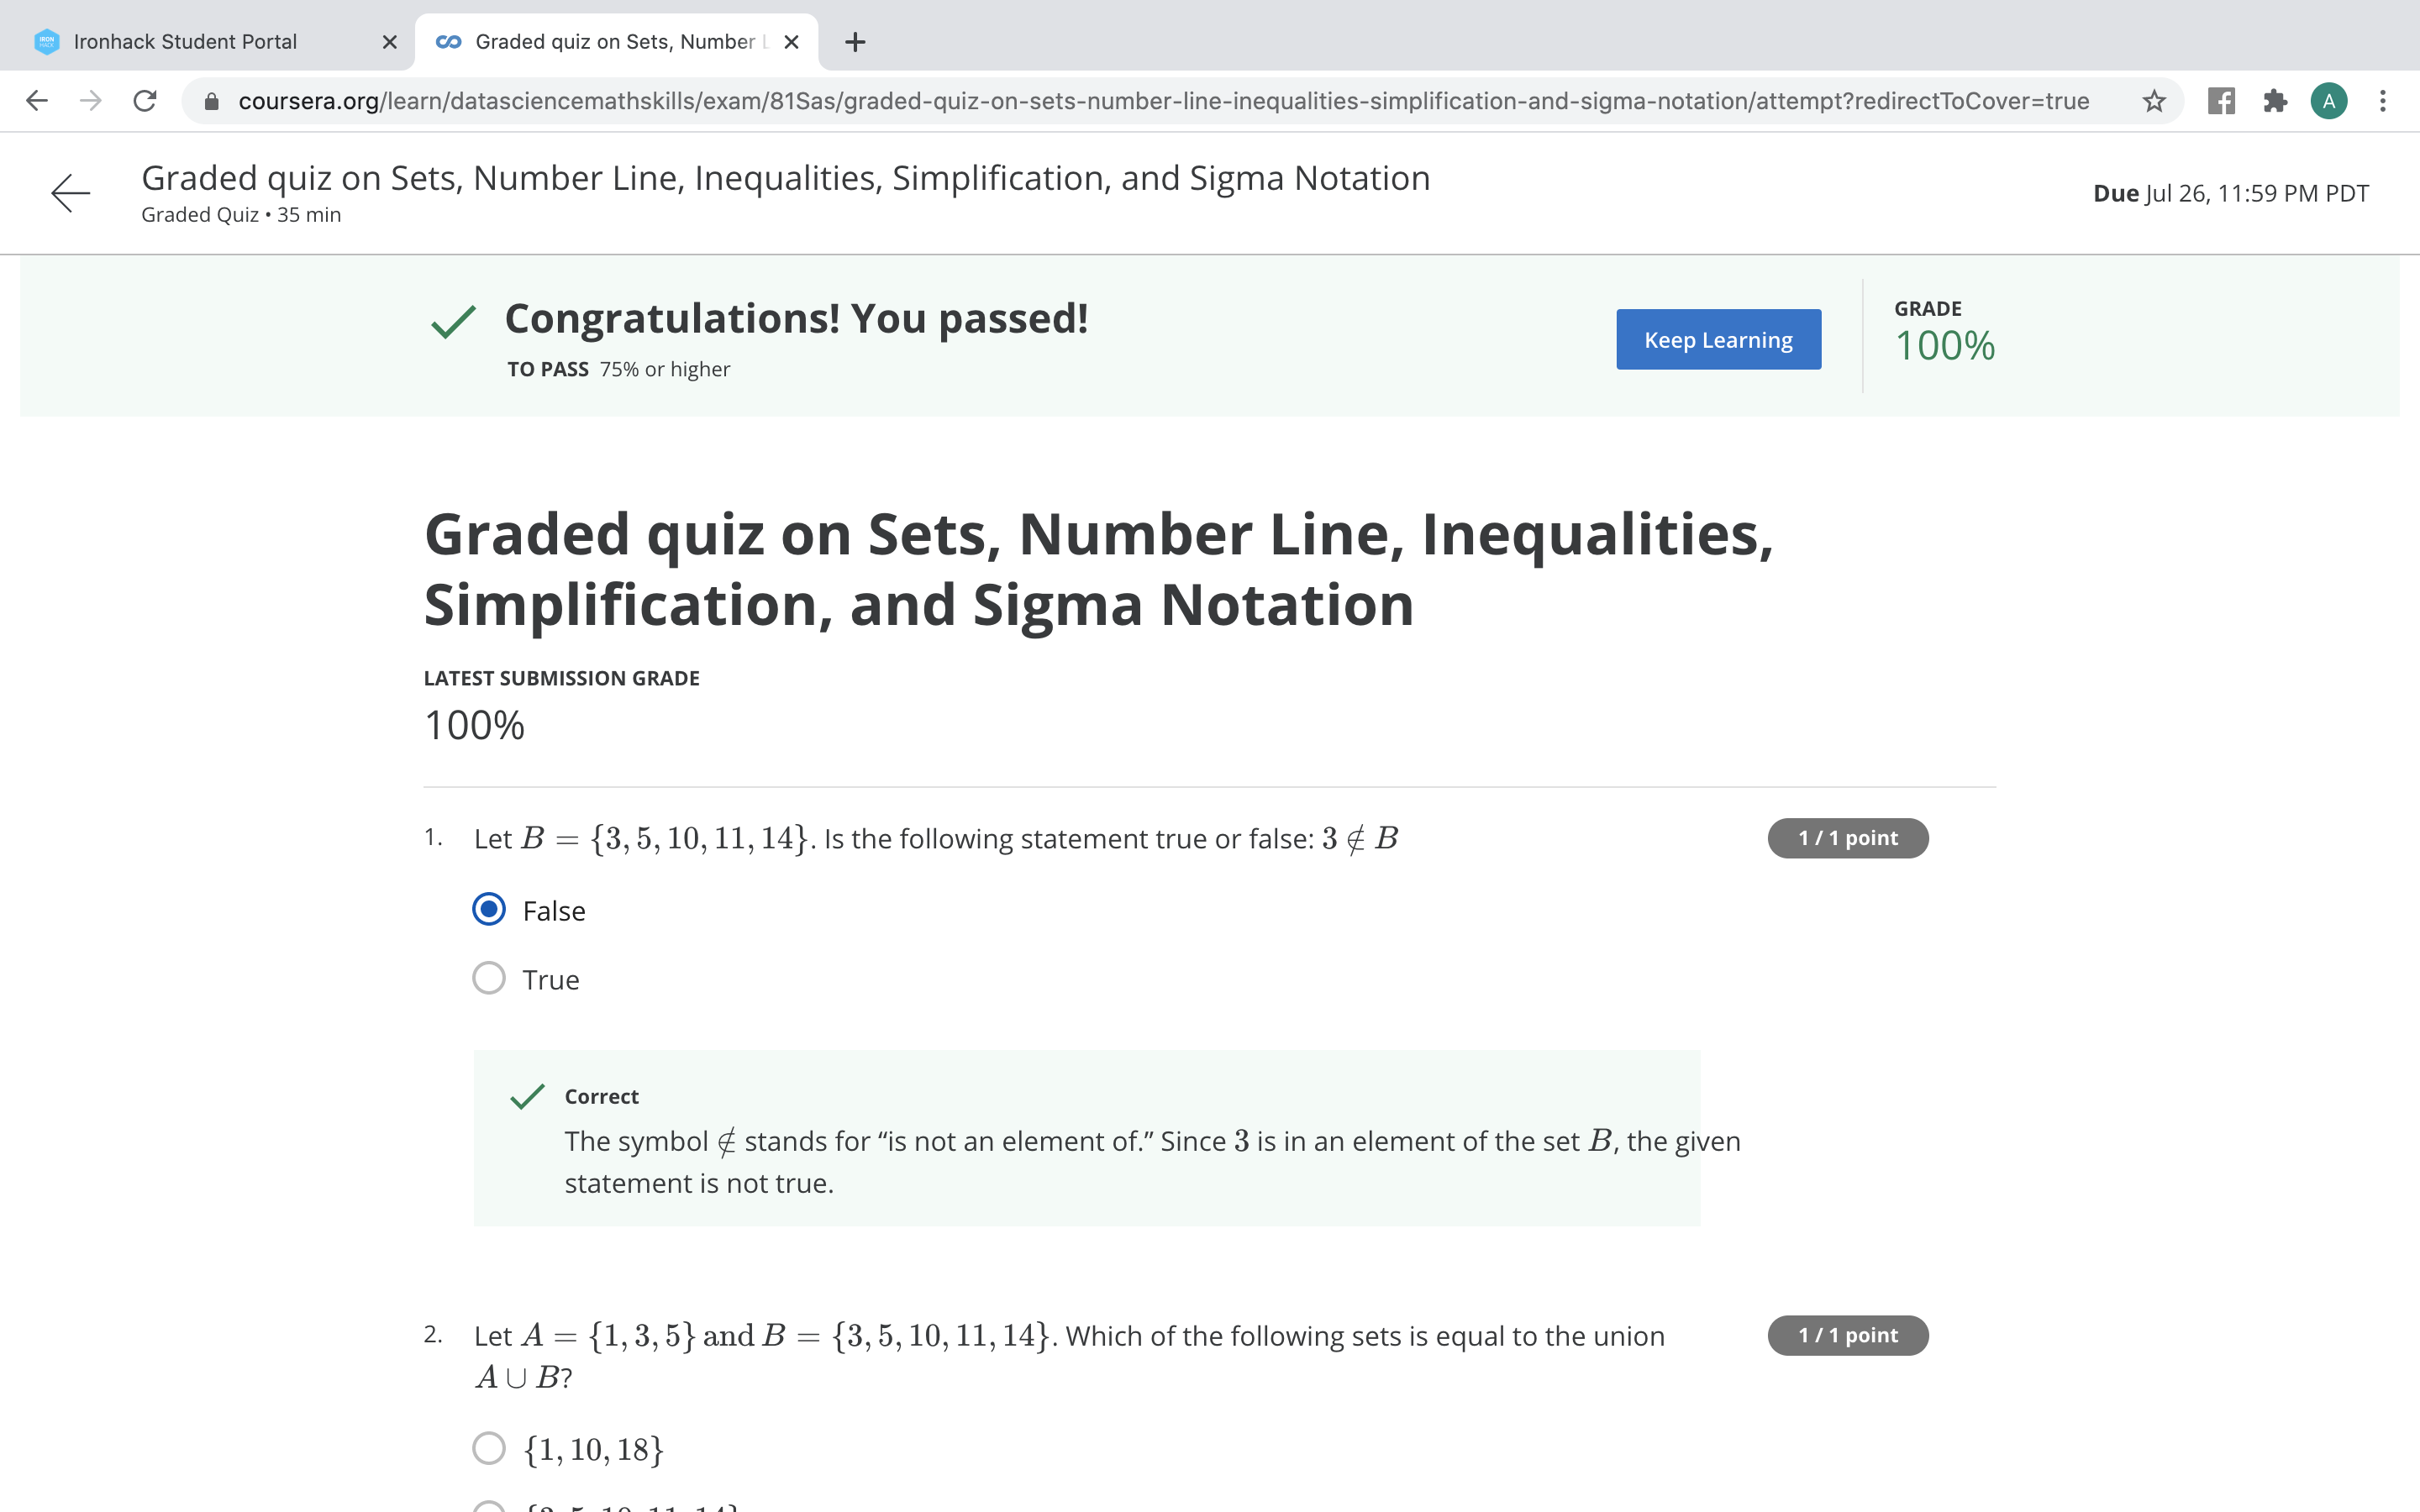 Ironhack Student Portal
Graded quiz on Sets, Number
coursera.org/learn/datasciencemathskills/exam/81Sas/graded-quiz-on-sets-number-line-inequalities-simplification-and-sigma-notation/attempt?redirectToCover=true
A
Graded quiz on Sets, Number Line, Inequalities, Simplification, and Sigma Notation
Graded Quiz • 35 min
Due Jul 26, 11:59 PM PDT
Congratulations! You passed!
TO PASS 75% or higher
Keep Learning
GRADE
100%
Graded quiz on Sets, Number Line, Inequalities,
Simplification, and Sigma Notation
LATEST SUBMISSION GRADE
100%
1. Let B = {3, 5, 10, 11, 14}. Is the following statement true or false: 3 ∉ B
1 / 1 point
False
True
Correct
The symbol ∉ stands for “is not an element of.” Since 3 is in an element of the set B, the given
statement is not true.
2. Let A = {1, 3, 5} and B = {3, 5, 10, 11, 14}. Which of the following sets is equal to the union
A ∪ B?
1 / 1 point
{1, 10, 18}
{3, 5, 10, 11, 14}